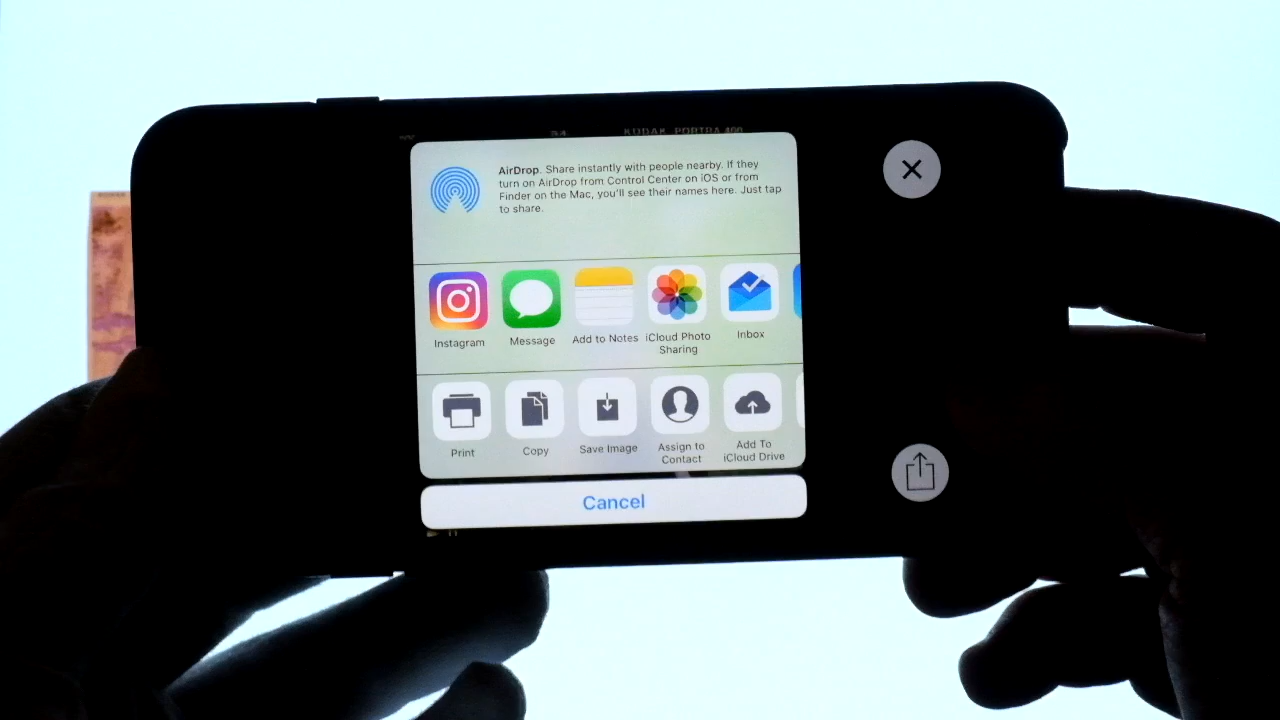 34 KODAK PORTRA 400
AirDrop. Share instantly with people nearby. If they
turn on AirDrop from Control Center on iOS or from
Finder on the Mac, you'll see their names here. Just tap
to share.
Instagram
Message
Add to Notes
iCloud Photo
Sharing
Inbox
Print
Copy
Save Image
Assign to
Contact
Add To
iCloud Drive
Cancel